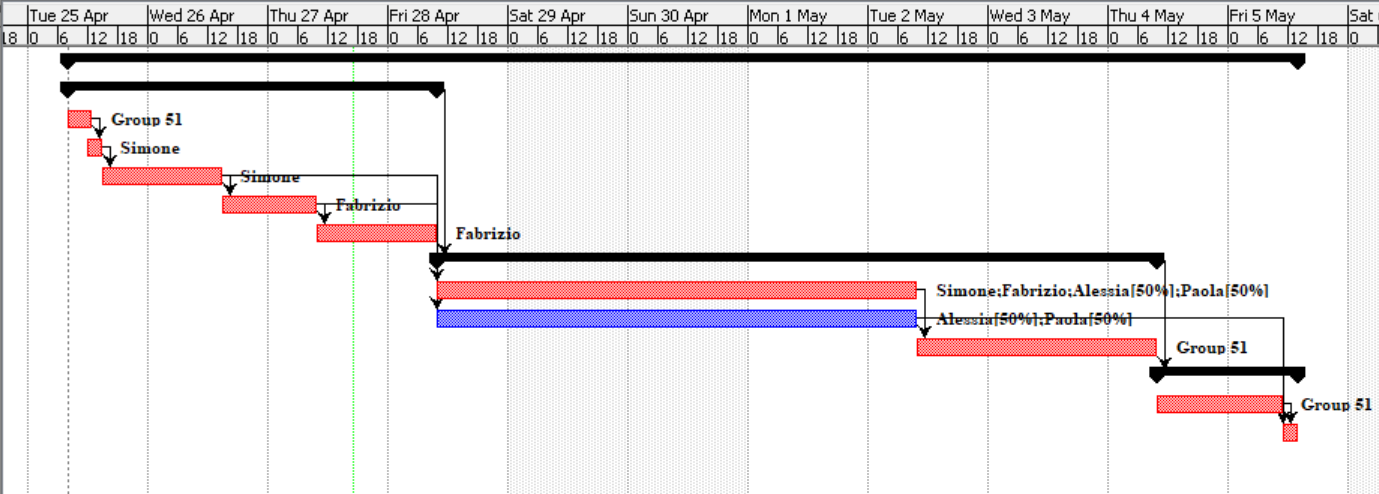 Tue 25 Apr Wed 26 Apr Thu 27 Apr Fri 28 Apr Sat 29 Apr Sun 30 Apr Mon 1 May Tue 2 May Wed 3 May Thu 4 May Fri 5 May Sat
18 0 6 12 18 0 6 12 18 0 6 12 18 0 6 12 18 0 6 12 18 0 6 12 18 0 6 12 18 0 6 12 18 0 6 12 18 0 6 12 18 0 6 12 18 0
Group 51
Simone
Simone
Fabrizio
Fabrizio
Simone;Fabrizio;Alessia[50%];Paola[50%]
Alessia[50%];Paola[50%]
Group 51
Group 51